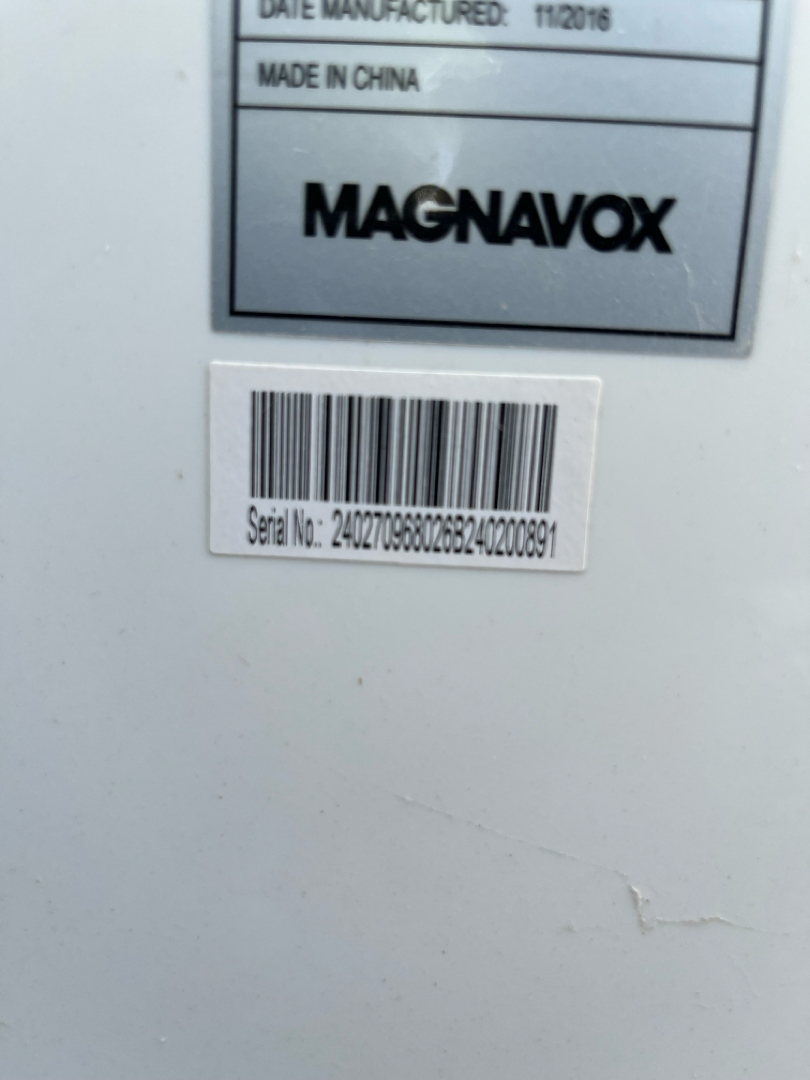 DATE MANUFACTURED: 11/2016
MADE IN CHINA
MAGNAVOX
Serial No.: 240270968026B240200891